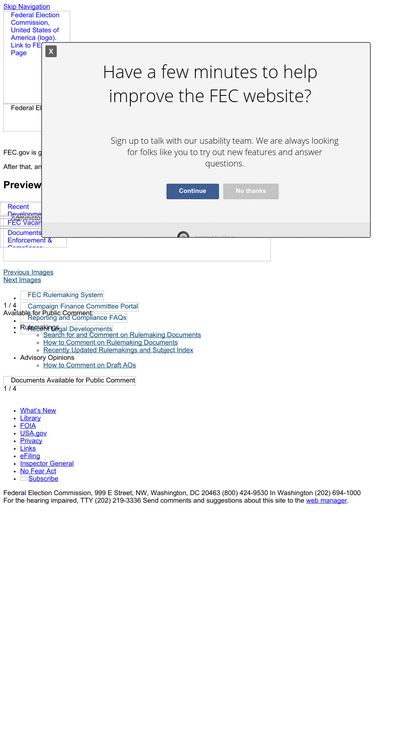 Skip Navigation
Federal Election
Commission,
United States of
America (logo).
Link to FE
Page
X
Have a few minutes to help
improve the FEC website?
Federal El
Sign up to talk with our usability team. We are always looking
for folks like you to try out new features and answer
questions.
FEC.gov is g
After that, an
Preview
Continue
No thanks
Recent
Developme
FEC Vacan
Documents
Enforcement &
Previous Images
Next Images
FEC Rulemaking System
1 / 4
Campaign Finance Committee Portal
Available for Public Comment:
Reporting and Compliance FAQs
Rulemakings
Recent Legal Developments
Search for and Comment on Rulemaking Documents
How to Comment on Rulemaking Documents
Recently Updated Rulemakings and Subject Index
Advisory Opinions
How to Comment on Draft AOs
Documents Available for Public Comment
1 / 4
What's New
Library
FOIA
USA.gov
Privacy
Links
eFiling
Inspector General
No Fear Act
Subscribe
Federal Election Commission, 999 E Street, NW, Washington, DC 20463 (800) 424-9530 In Washington (202) 694-1000
For the hearing impaired, TTY (202) 219-3336 Send comments and suggestions about this site to the web manager.